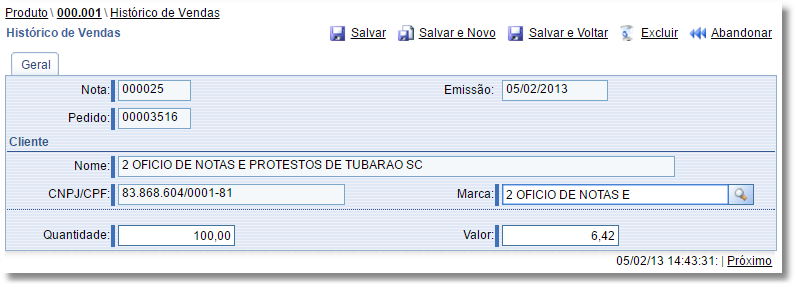 Produto \ 000.001 \ Histórico de Vendas
Histórico de Vendas Salvar Salvar e Novo Salvar e Voltar Excluir Abandonar
Geral
Nota: 000025 Emissão: 05/02/2013
Pedido: 00003516
Cliente
Nome: 2 OFICIO DE NOTAS E PROTESTOS DE TUBARAO SC
CNPJ/CPF: 83.868.604/0001-81 Marca: 2 OFICIO DE NOTAS E
Quantidade: 100,00 Valor: 6,42
05/02/13 14:43:31: | Próximo